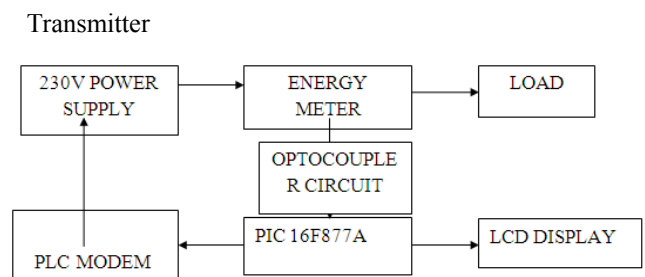 Transmitter
230V POWER
SUPPLY
ENERGY
METER
LOAD
OPTOCOUPLE
R CIRCUIT
PLC MODEM
PIC 16F877A
LCD DISPLAY